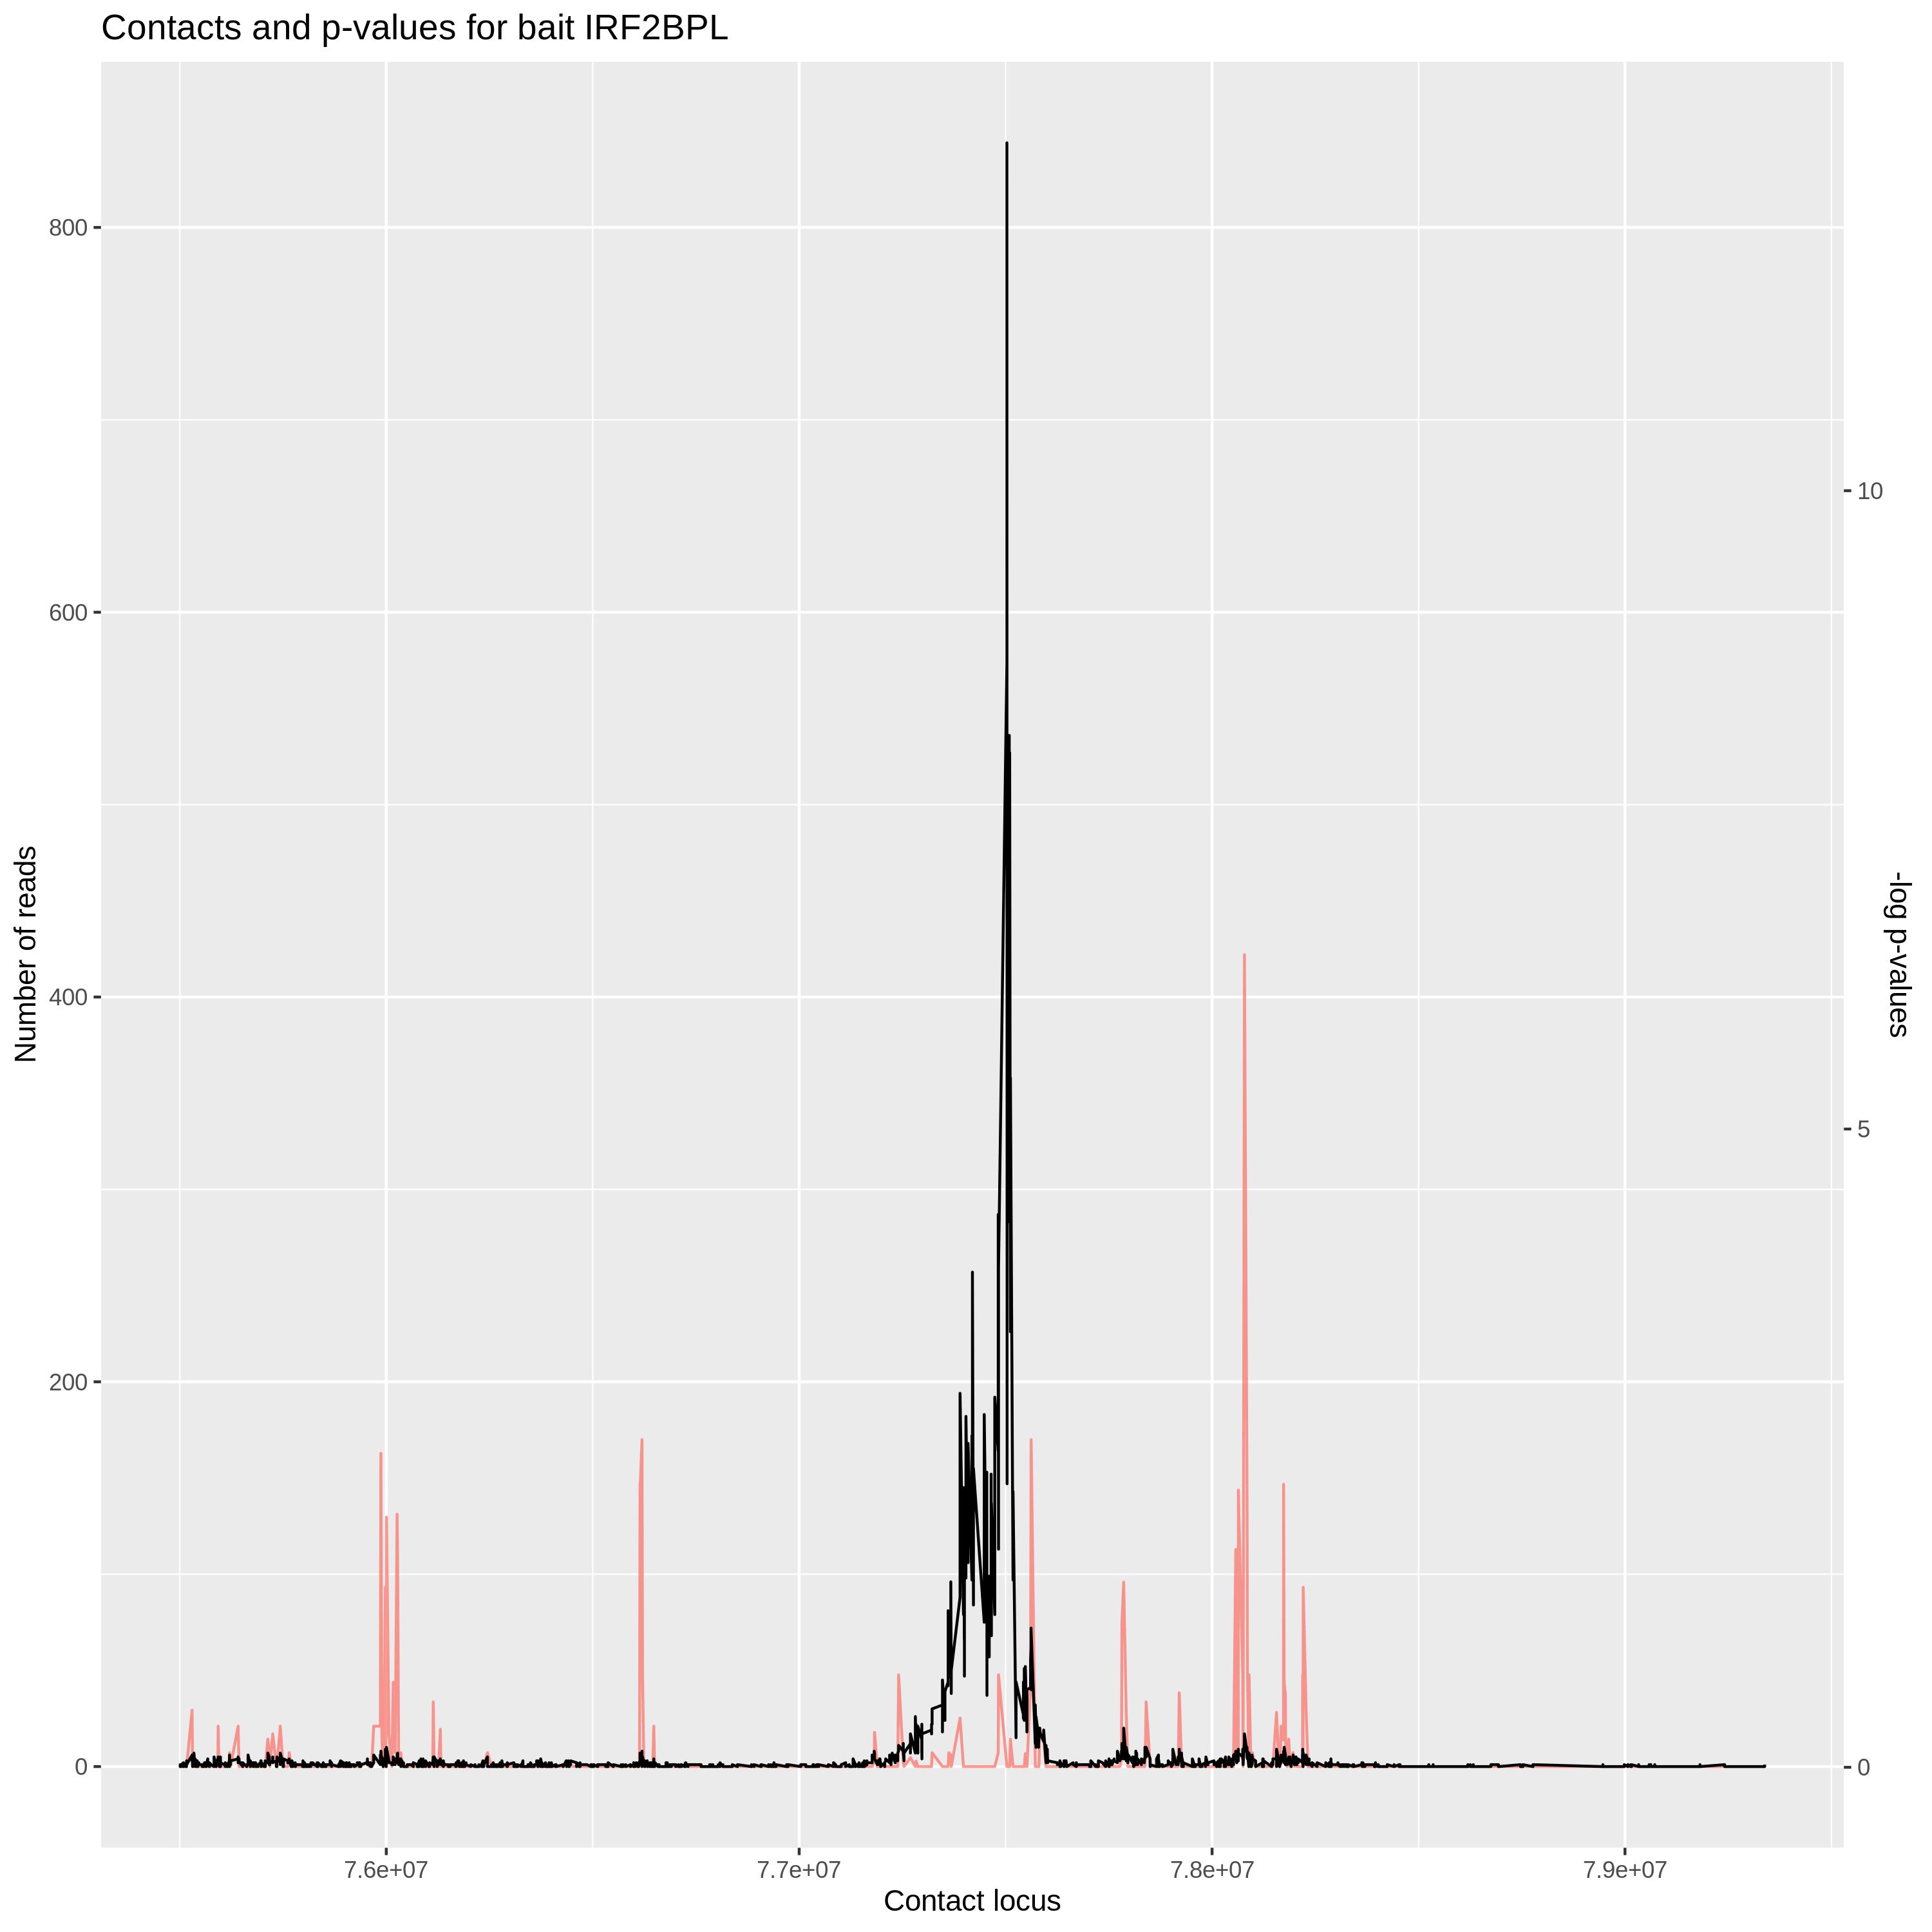 Contacts and p-values for bait IRF2BPL
800
600
400
200
0
Number of reads
10
5
0
-log p-values
7.6e+07
7.7e+07
7.8e+07
7.9e+07
Contact locus